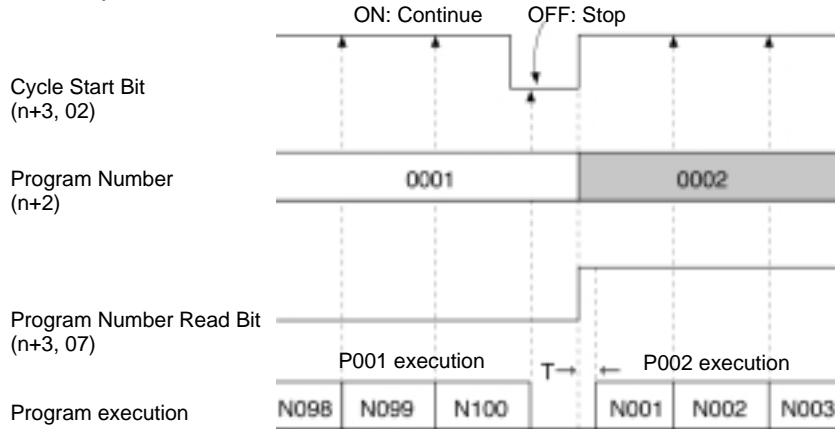 ON: Continue OFF: Stop
Cycle Start Bit
(n+3, 02)
Program Number
(n+2)
0001 0002
Program Number Read Bit
(n+3, 07)
P001 execution T→ ← P002 execution
Program execution N098 N099 N100 N001 N002 N003